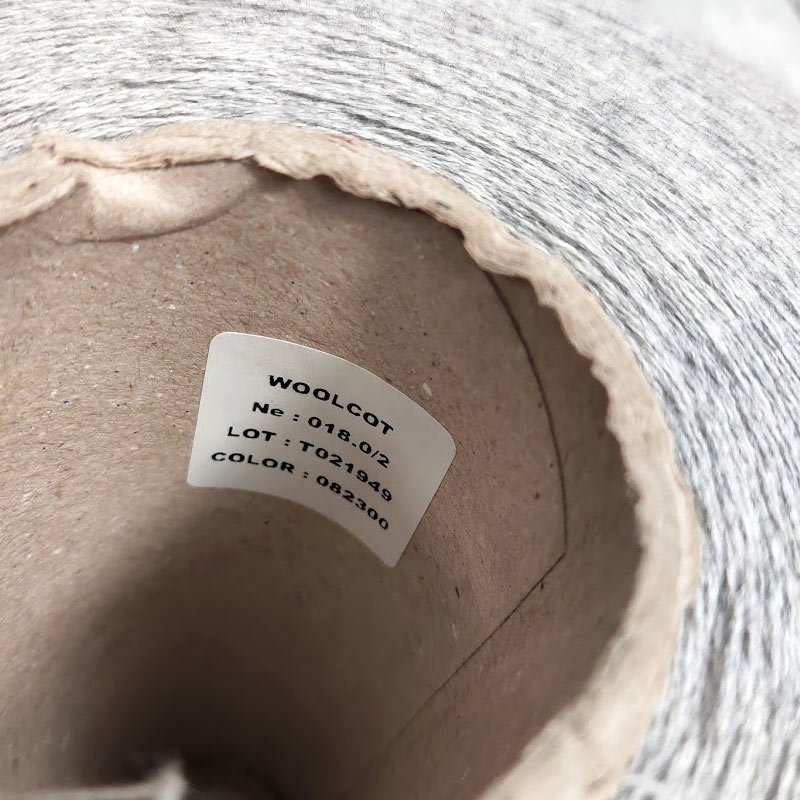 WOOLCOT
Ne : 018.0/2
LOT : T021949
COLOR : 082300